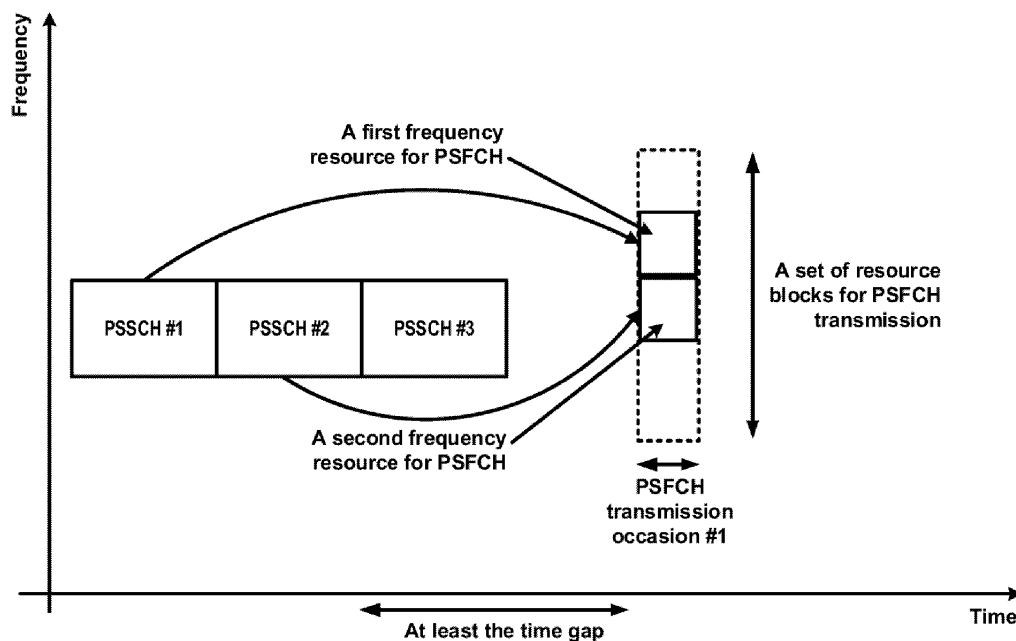 Frequency
A first frequency
resource for PSFCH
PSSCH #1
PSSCH #2
PSSCH #3
A set of resource
blocks for PSFCH
transmission
A second frequency
resource for PSFCH
PSFCH
transmission
occasion #1
Time
At least the time gap